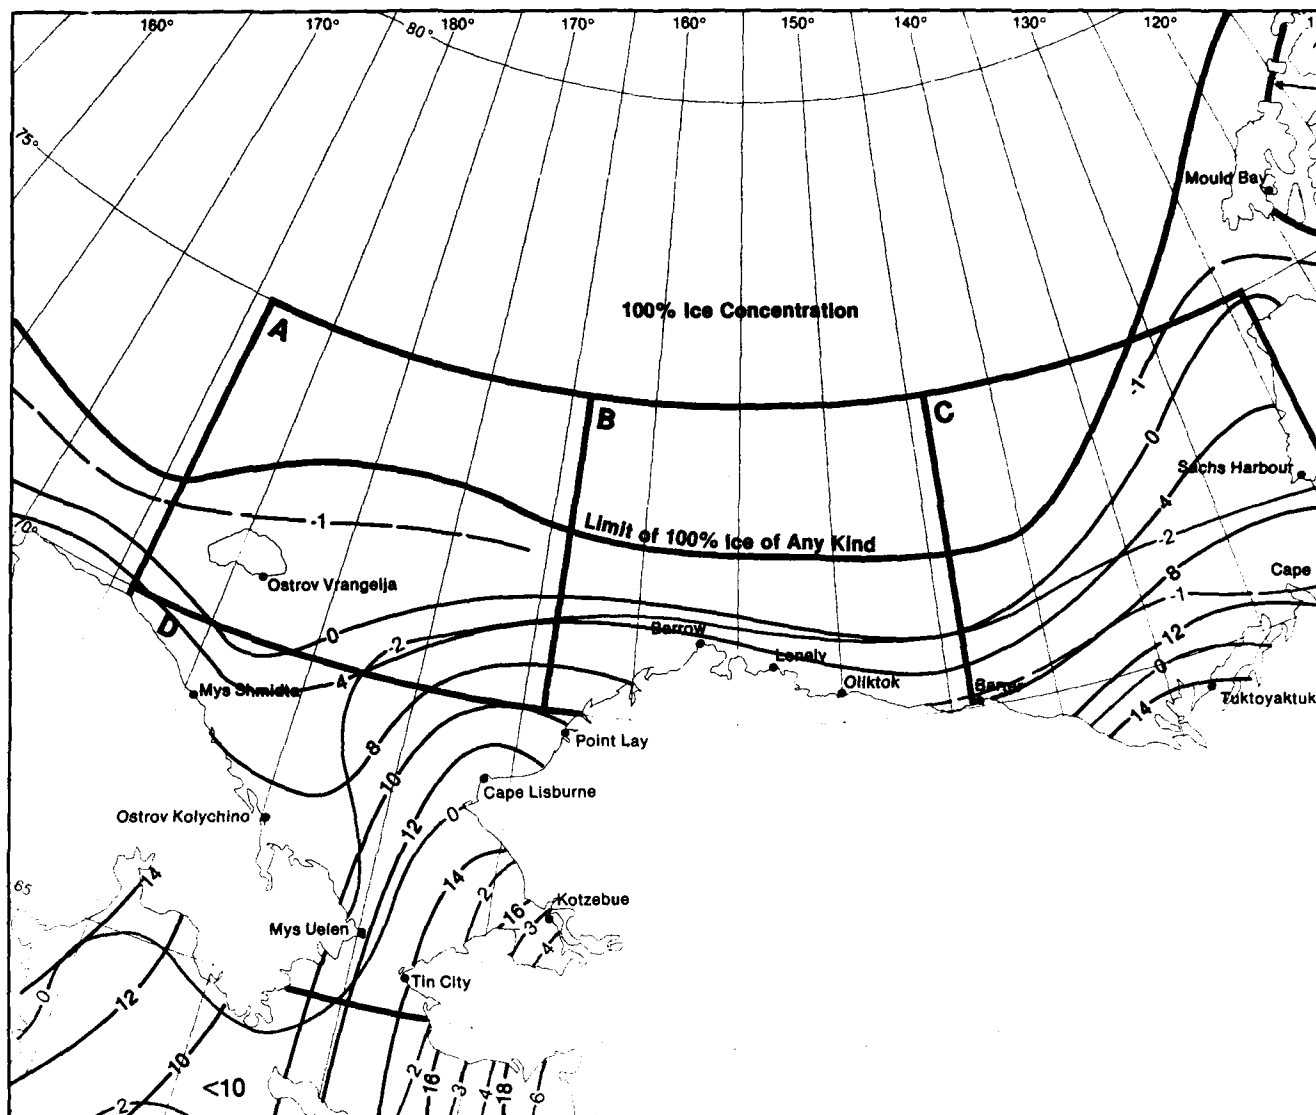 160° 170° 180° 170° 160° 150° 140° 130° 120°
80°
75°
Mould Bay
A
100% Ice Concentration
B
C
-1
0
Sachs Harbour
4
-1
Limit of 100% Ice of Any Kind
-2
70°
Ostrov Vrangelja
8
Cape
-1
D
0
-2
Barrow
12
Lonely
0
4
Mys Shmidta
Oliktok
Tuktoyaktuk
14
8
Point Lay
10
Cape Lisburne
0
Ostrov Kolychino
12
14
14
65
2
Kotzebue
16
3
Mys Uelen
4
Tin City
0
12
10
<10
2
2
16
3
4
18
6